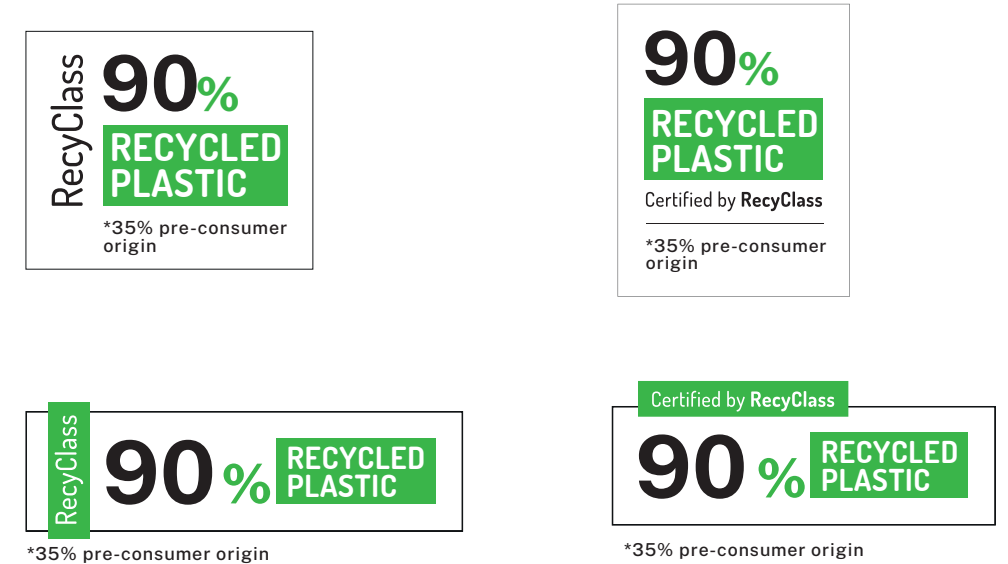 RecyClass
90%
RECYCLED
PLASTIC
*35% pre-consumer
origin
90%
RECYCLED
PLASTIC
Certified by RecyClass
*35% pre-consumer
origin
RecyClass
90 %
RECYCLED
PLASTIC
*35% pre-consumer origin
Certified by RecyClass
90 %
RECYCLED
PLASTIC
*35% pre-consumer origin